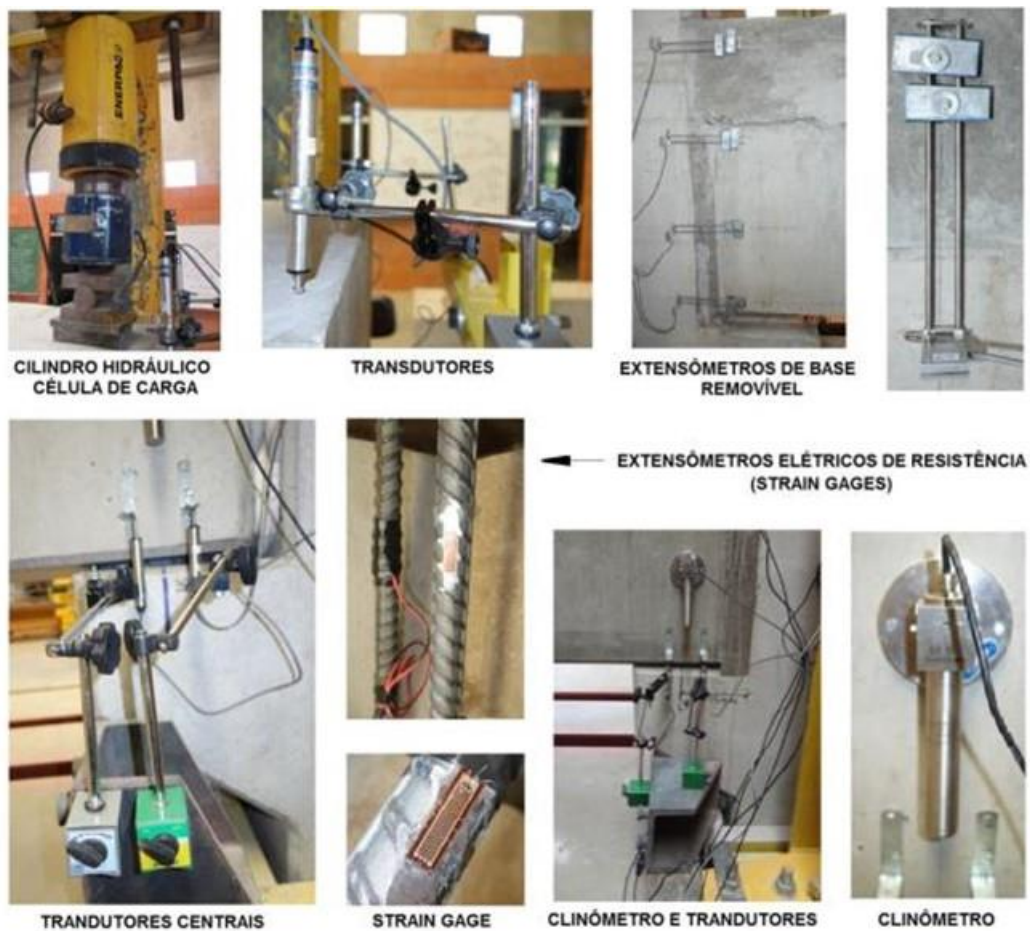 ENERPAC
CILINDRO HIDRÁULICO
CÉLULA DE CARGA
TRANSDUTORES
EXTENSÔMETROS DE BASE
REMOVÍVEL
EXTENSÔMETROS ELÉTRICOS DE RESISTÊNCIA
(STRAIN GAGES)
TRANDUTORES CENTRAIS
STRAIN GAGE
CLINÔMETRO E TRANDUTORES
CLINÔMETRO